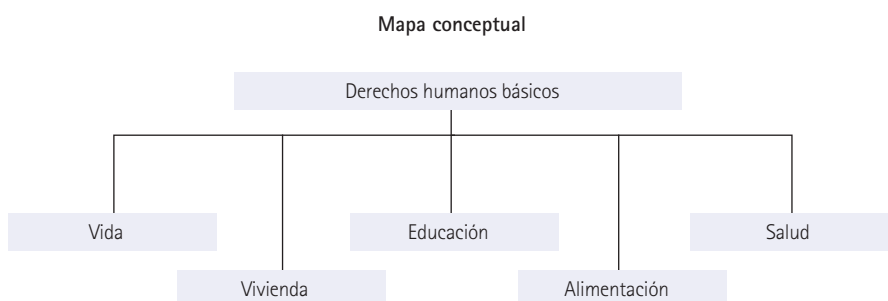 Mapa conceptual
Derechos humanos básicos
Vida
Educación
Salud
Vivienda
Alimentación